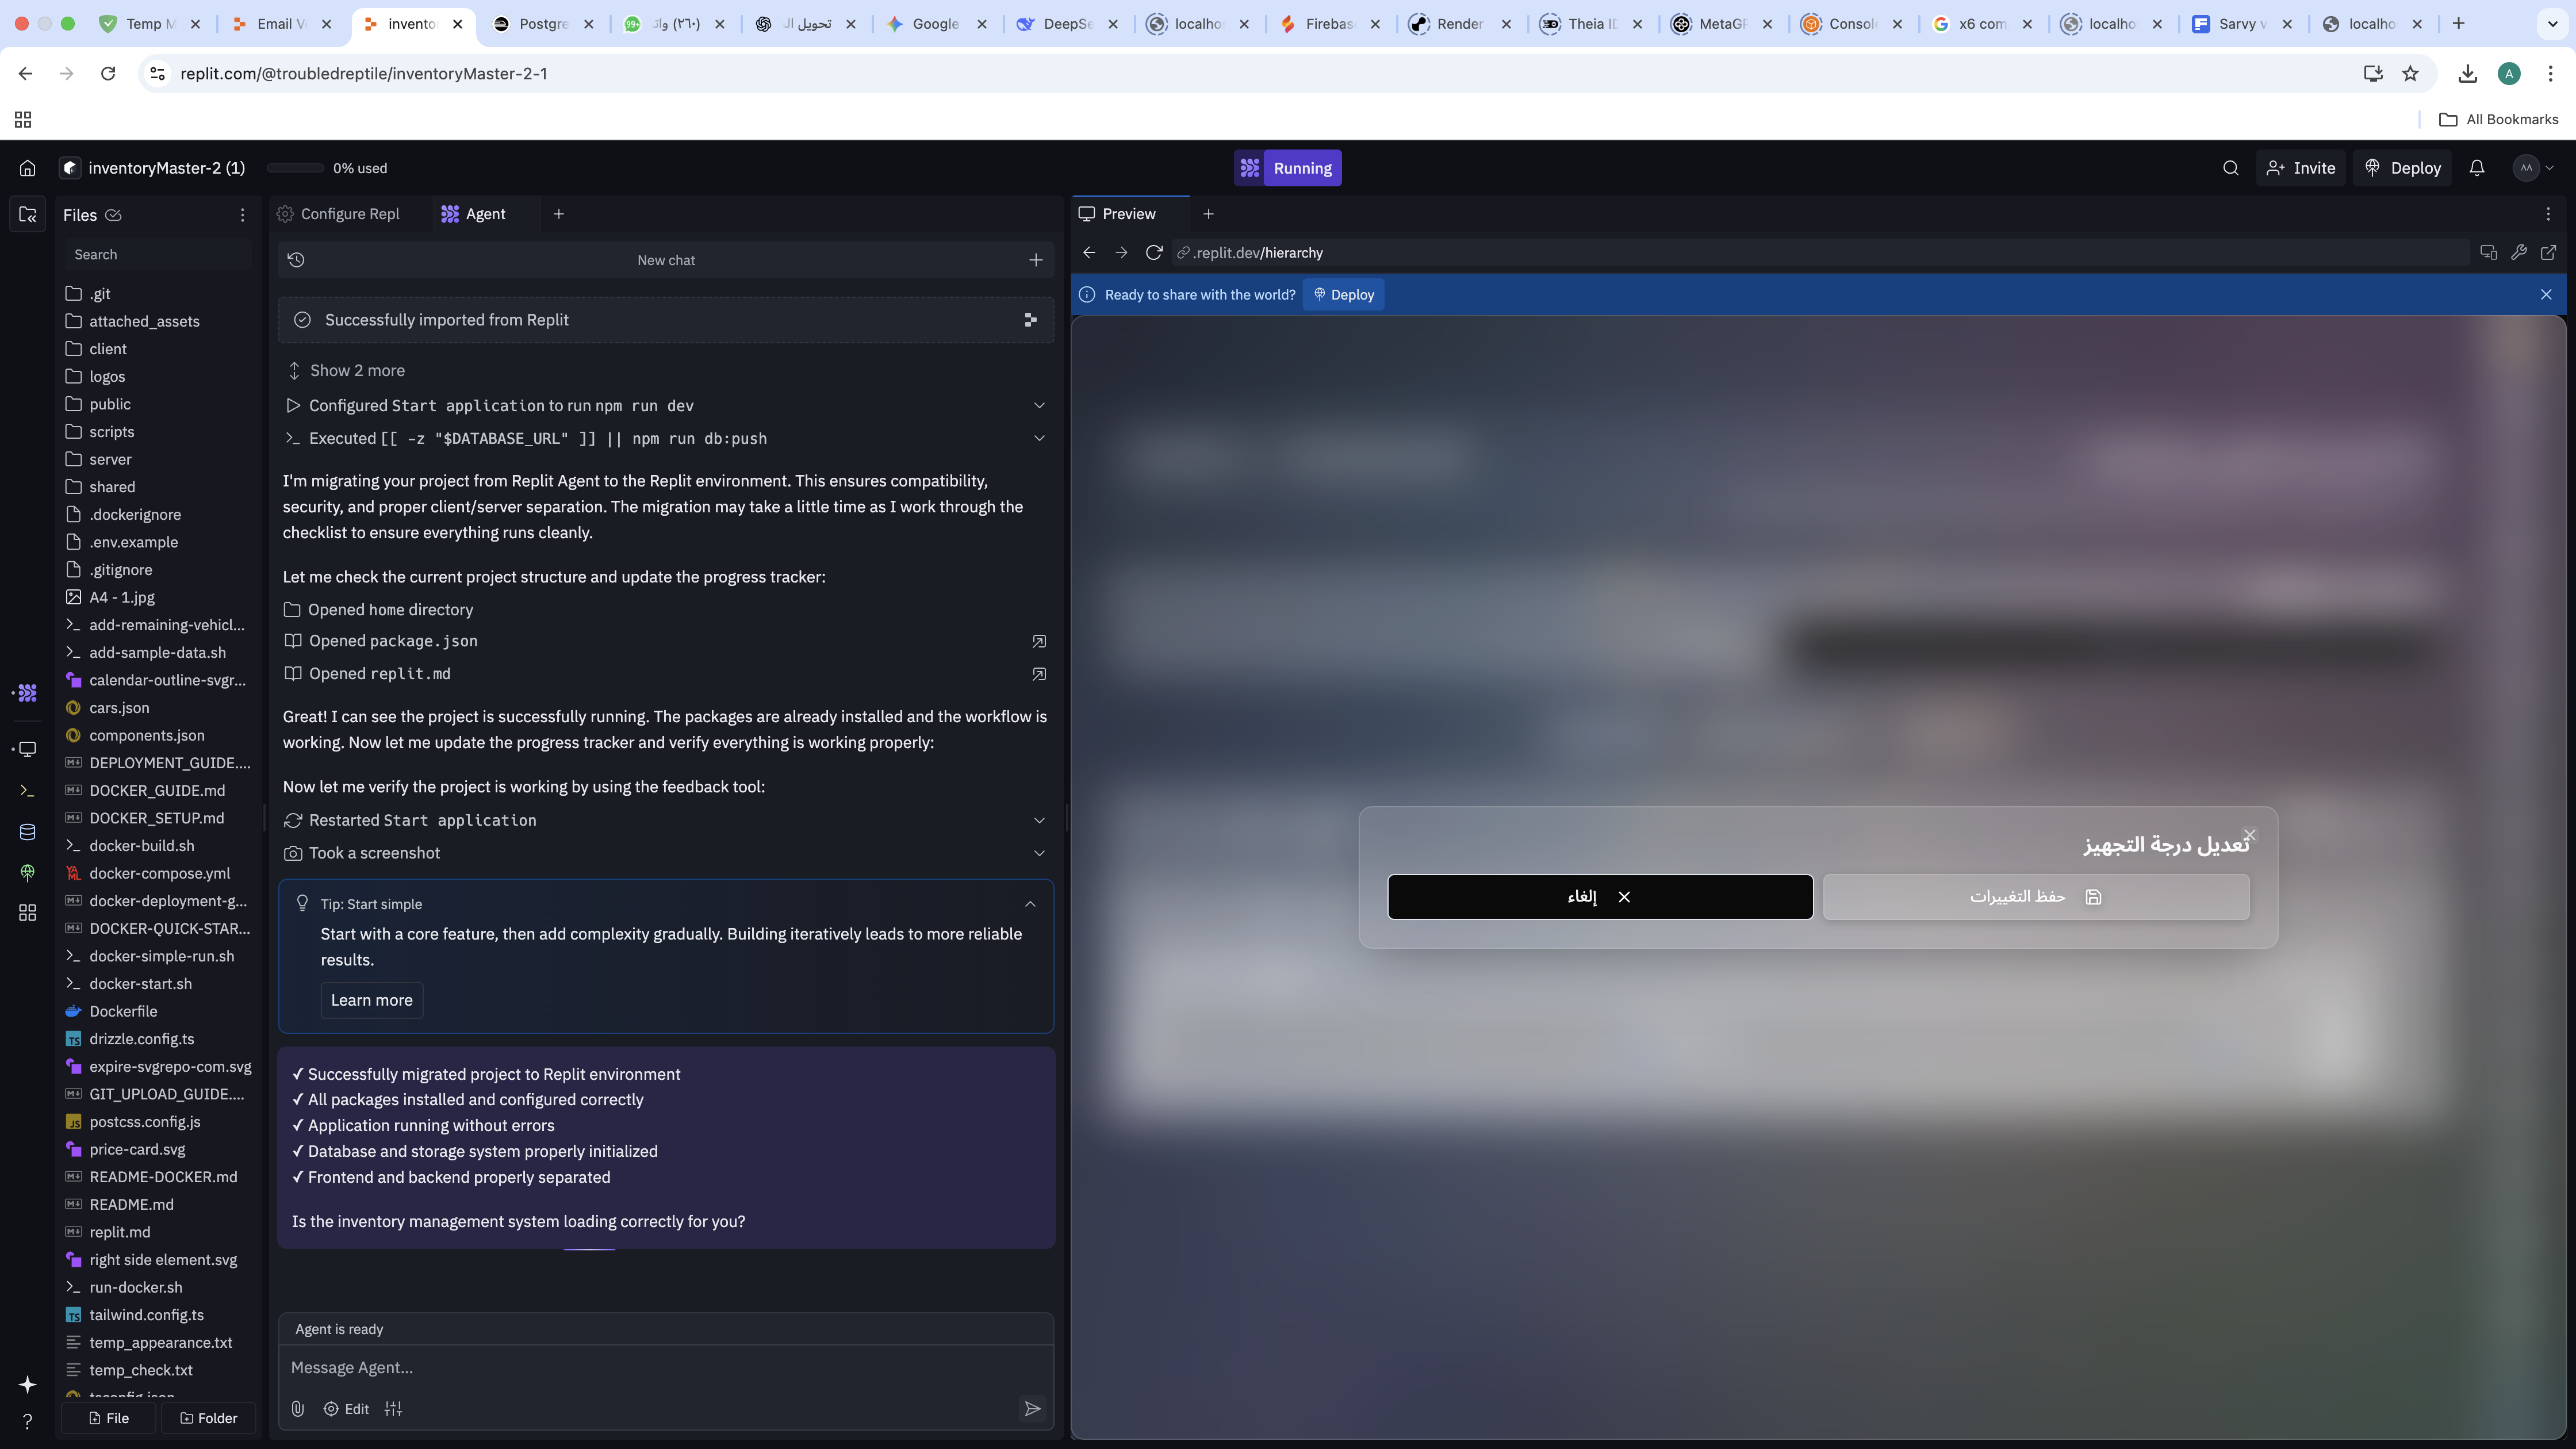 Temp M
Email V
invento
Postgre
(٢٦٠) وات
تحويل ال
Google
DeepSe
localho
Firebas
Render
Theia ID
MetaGP
Consol
x6 com
localho
Sarvy v
localho
replit.com/@troubledreptile/inventoryMaster-2-1
A
All Bookmarks
inventoryMaster-2 (1)
0% used
Running
Invite
Deploy
AA
Files
Search
.git
attached_assets
client
logos
public
scripts
server
shared
.dockerignore
.env.example
.gitignore
A4 - 1.jpg
add-remaining-vehicl...
add-sample-data.sh
calendar-outline-svgr...
cars.json
components.json
DEPLOYMENT_GUIDE....
DOCKER_GUIDE.md
DOCKER_SETUP.md
docker-build.sh
docker-compose.yml
docker-deployment-g...
DOCKER-QUICK-STAR...
docker-simple-run.sh
docker-start.sh
Dockerfile
drizzle.config.ts
expire-svgrepo-com.svg
GIT_UPLOAD_GUIDE....
postcss.config.js
price-card.svg
README-DOCKER.md
README.md
replit.md
right side element.svg
run-docker.sh
tailwind.config.ts
temp_appearance.txt
temp_check.txt
tsconfig.json
File
Folder
Configure Repl
Agent
New chat
Successfully imported from Replit
Show 2 more
Configured Start application to run npm run dev
Executed [[ -z "$DATABASE_URL" ]] || npm run db:push
I'm migrating your project from Replit Agent to the Replit environment. This ensures compatibility,
security, and proper client/server separation. The migration may take a little time as I work through the
checklist to ensure everything runs cleanly.
Let me check the current project structure and update the progress tracker:
Opened home directory
Opened package.json
Opened replit.md
Great! I can see the project is successfully running. The packages are already installed and the workflow is
working. Now let me update the progress tracker and verify everything is working properly:
Now let me verify the project is working by using the feedback tool:
Restarted Start application
Took a screenshot
Tip: Start simple
Start with a core feature, then add complexity gradually. Building iteratively leads to more reliable
results.
Learn more
✓ Successfully migrated project to Replit environment
✓ All packages installed and configured correctly
✓ Application running without errors
✓ Database and storage system properly initialized
✓ Frontend and backend properly separated
Is the inventory management system loading correctly for you?
Agent is ready
Message Agent...
Edit
Preview
.replit.dev/hierarchy
Ready to share with the world?
Deploy
تعديل درجة التجهيز
حفظ التغييرات
إلغاء